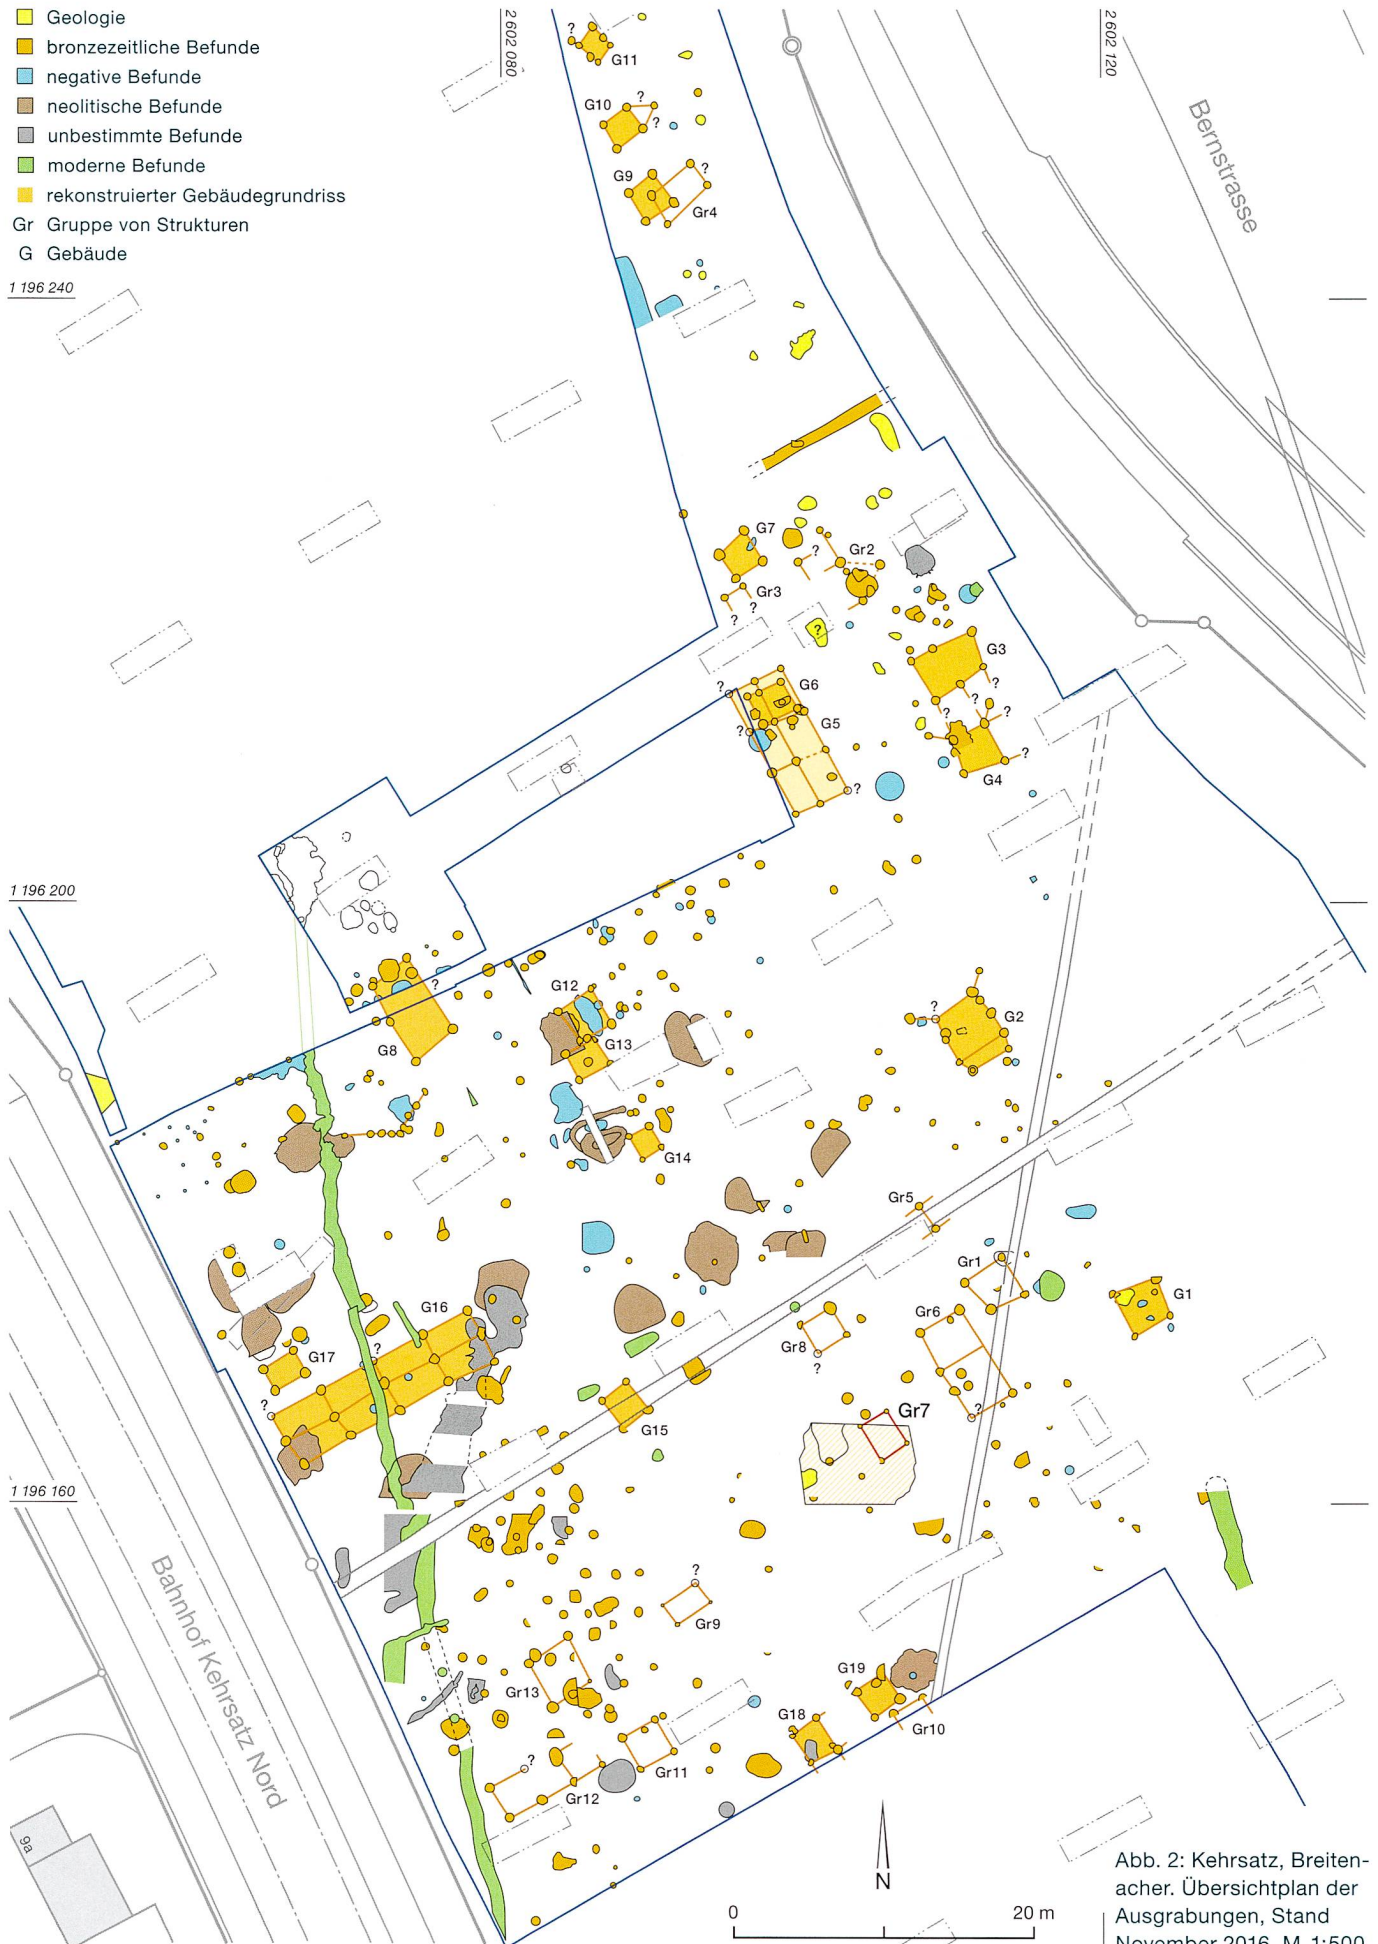 Geologie
bronzezeitliche Befunde
negative Befunde
neolitische Befunde
unbestimmte Befunde
moderne Befunde
rekonstruierter Gebäudegrundriss
Gr Gruppe von Strukturen
G Gebäude
2 602 080
2 602 120
Bernstrasse
?
G11
G10
?
?
G9
?
Gr4
1 196 240
G7
?
Gr2
Gr3
?
?
?
G3
?
?
G6
?
?
?
G5
?
?
G4
?
1 196 200
?
G8
G12
G13
?
G2
G14
Gr5
Gr1
G1
Gr6
G16
Gr8
?
?
G17
?
G15
?
Gr7
1 196 160
Bahnhof Kehrsatz Nord
?
Gr9
G19
Gr13
G18
Gr10
?
Gr11
Gr12
9a
N
0
20 m
Abb. 2: Kehrsatz, Breiten-
acher. Übersichtplan der
Ausgrabungen, Stand
November 2016. M. 1:500